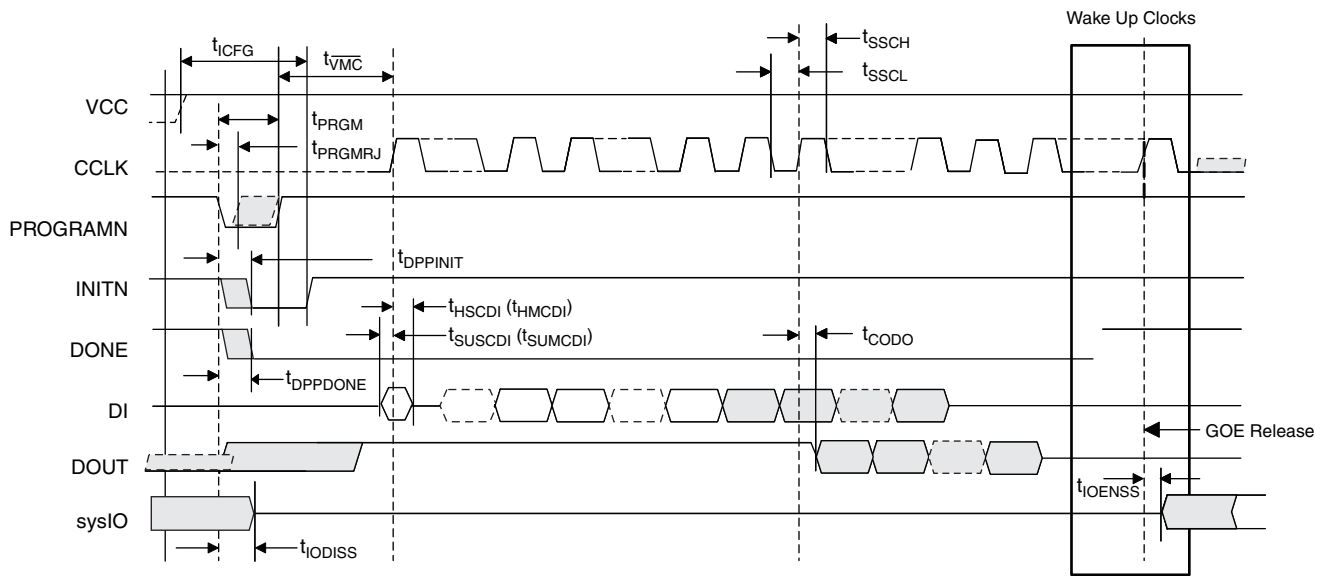 Wake Up Clocks
tICFG
tVMC
tSSCH
tSSCL
VCC
tPRGM
tPRGMRJ
CCLK
PROGRAMN
tDPPINIT
INITN
tHSCDI (tHMCDI)
tSUSCDI (tSUMCDI)
tCODO
DONE
tDPPDONE
DI
GOE Release
DOUT
tIOENSS
sysIO
tIODISS